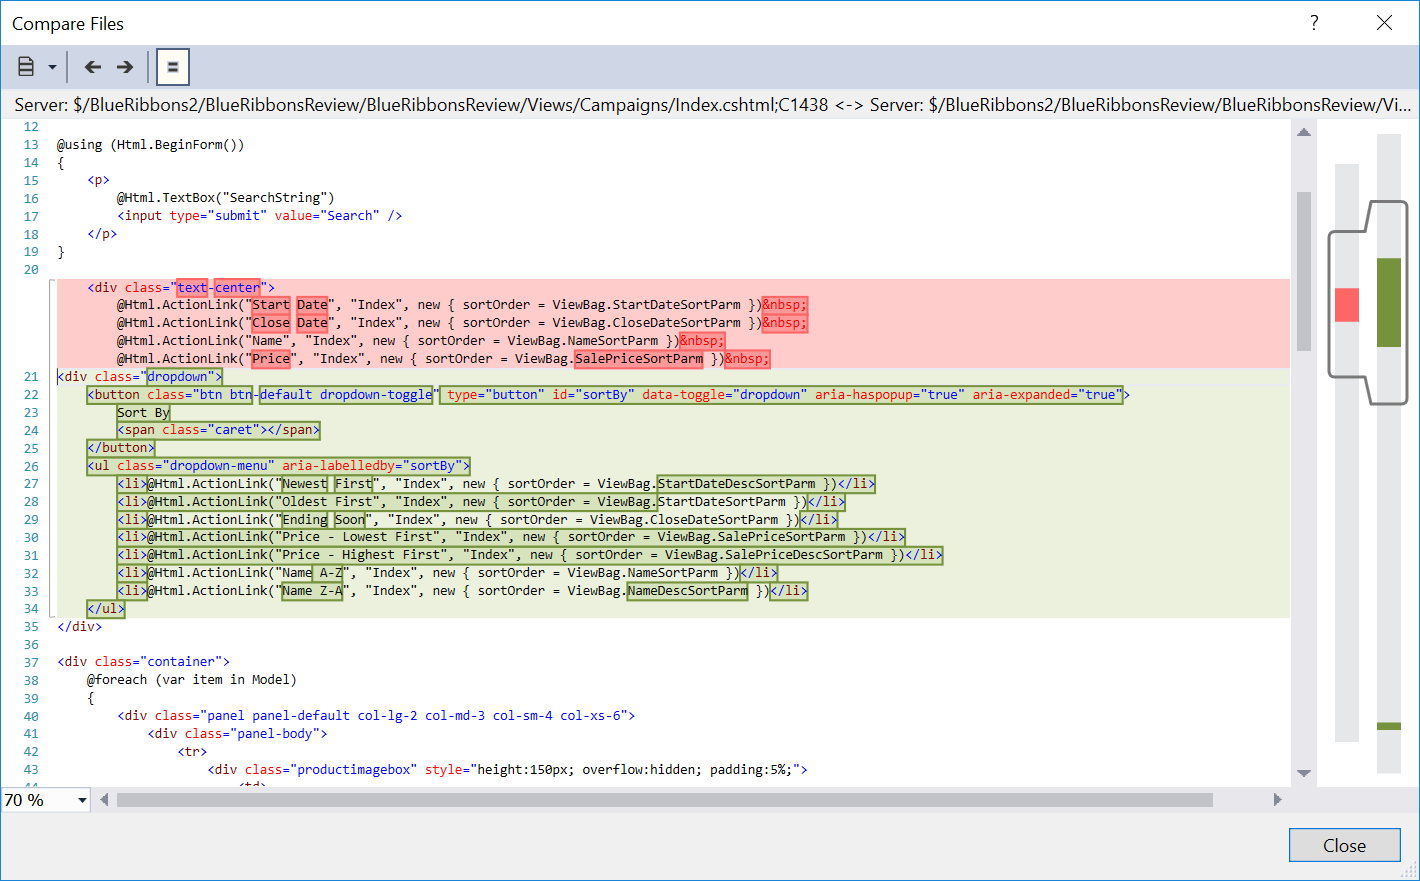 Compare Files
?
Server: $/BlueRibbons2/BlueRibbonsReview/BlueRibbonsReview/Views/Campaigns/Index.cshtml;C1438 <-> Server: $/BlueRibbons2/BlueRibbonsReview/BlueRibbonsReview/Vi...
12
13 @using (Html.BeginForm())
14 {
15 <p>
16 @Html.TextBox("SearchString")
17 <input type="submit" value="Search" />
18 </p>
19 }
20
<div class="text-center">
@Html.ActionLink("Start Date", "Index", new { sortOrder = ViewBag.StartDateSortParm })&nbsp;
@Html.ActionLink("Close Date", "Index", new { sortOrder = ViewBag.CloseDateSortParm })&nbsp;
@Html.ActionLink("Name", "Index", new { sortOrder = ViewBag.NameSortParm })&nbsp;
@Html.ActionLink("Price", "Index", new { sortOrder = ViewBag.SalePriceSortParm })&nbsp;
21 <div class="dropdown">
22 <button class="btn btn-default dropdown-toggle" type="button" id="sortBy" data-toggle="dropdown" aria-haspopup="true" aria-expanded="true">
23 Sort By
24 <span class="caret"></span>
25 </button>
26 <ul class="dropdown-menu" aria-labelledby="sortBy">
27 <li>@Html.ActionLink("Newest First", "Index", new { sortOrder = ViewBag.StartDateDescSortParm })</li>
28 <li>@Html.ActionLink("Oldest First", "Index", new { sortOrder = ViewBag.StartDateSortParm })</li>
29 <li>@Html.ActionLink("Ending Soon", "Index", new { sortOrder = ViewBag.CloseDateSortParm })</li>
30 <li>@Html.ActionLink("Price - Lowest First", "Index", new { sortOrder = ViewBag.SalePriceSortParm })</li>
31 <li>@Html.ActionLink("Price - Highest First", "Index", new { sortOrder = ViewBag.SalePriceDescSortParm })</li>
32 <li>@Html.ActionLink("Name A-Z", "Index", new { sortOrder = ViewBag.NameSortParm })</li>
33 <li>@Html.ActionLink("Name Z-A", "Index", new { sortOrder = ViewBag.NameDescSortParm })</li>
34 </ul>
35 </div>
36
37 <div class="container">
38 @foreach (var item in Model)
39 {
40 <div class="panel panel-default col-lg-2 col-md-3 col-sm-4 col-xs-6">
41 <div class="panel-body">
42 <tr>
43 <div class="productimagebox" style="height:150px; overflow:hidden; padding:5%;">
44 <td>
70 %
Close